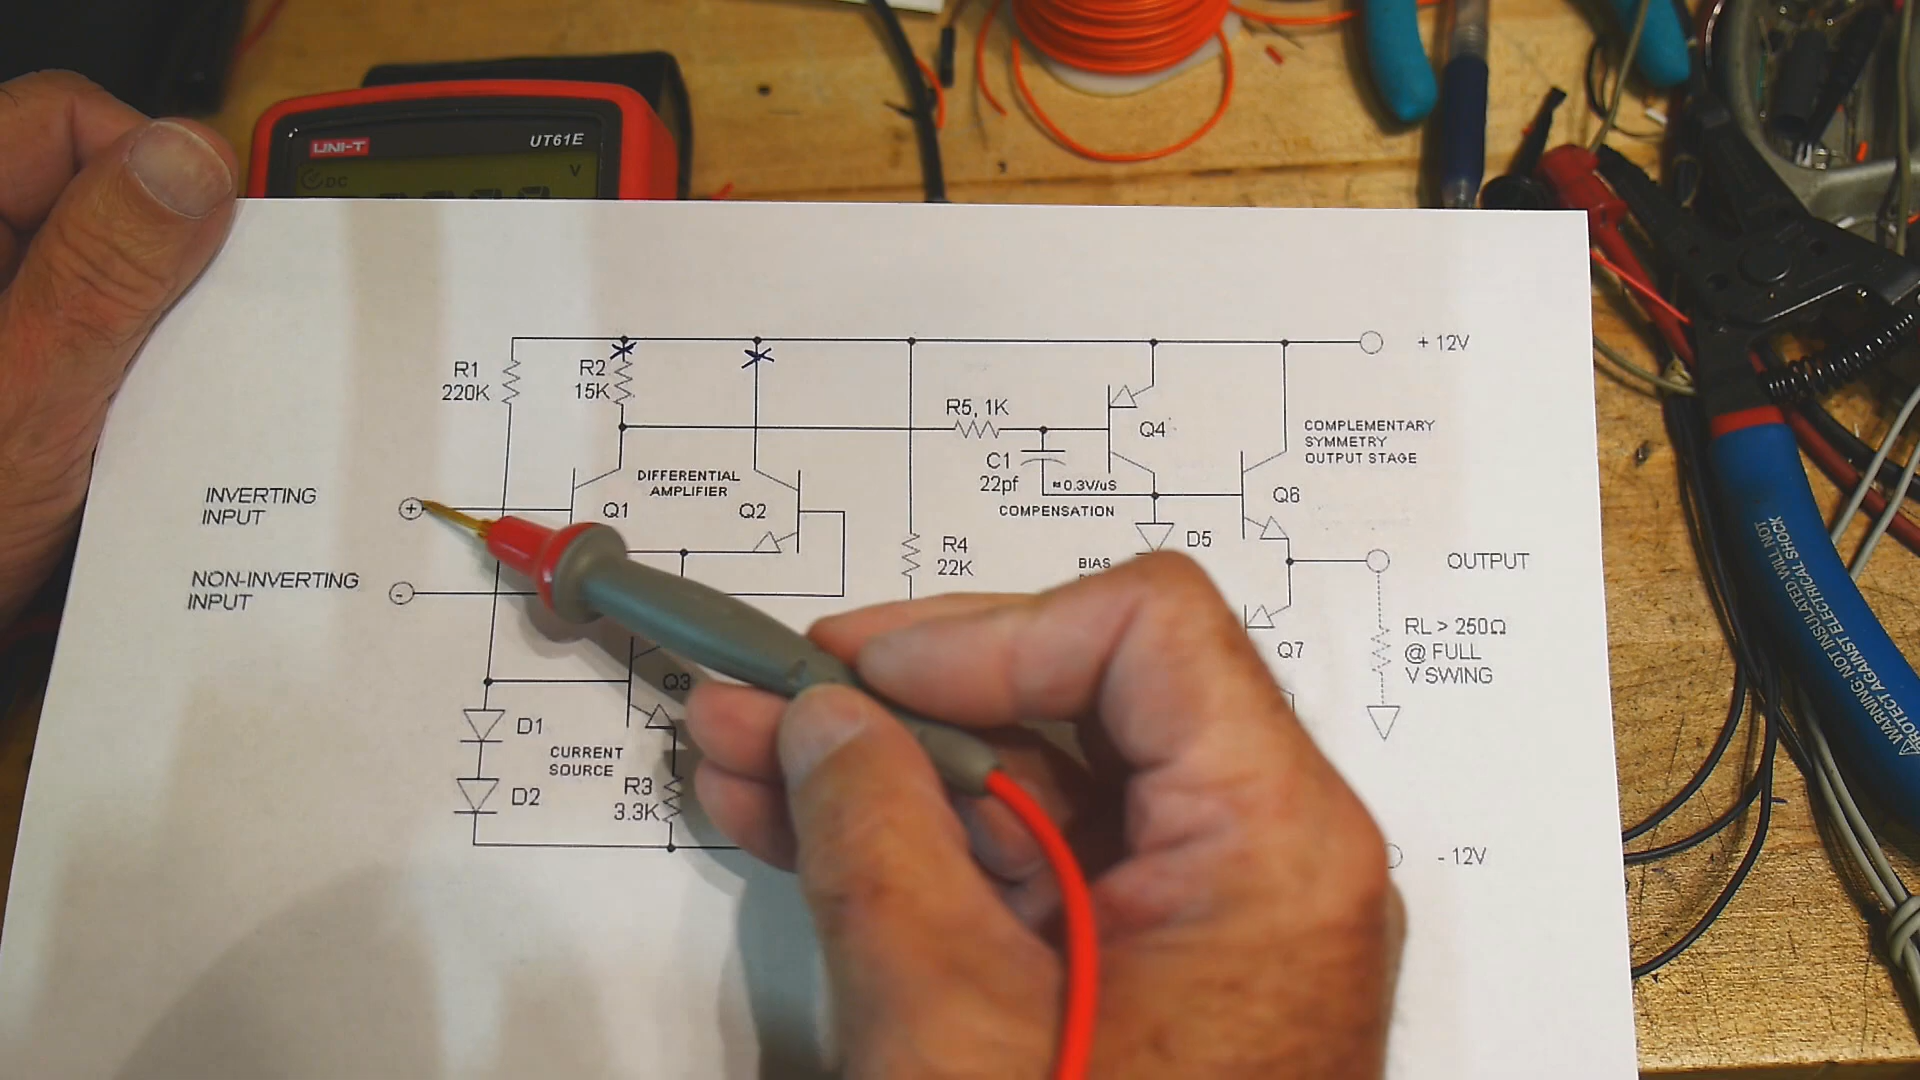 UNI-T
UT61E
DC
V
+ 12V
R1
220K
R2
15K
R5, 1K
Q4
COMPLEMENTARY
SYMMETRY
OUTPUT STAGE
DIFFERENTIAL
AMPLIFIER
C1
22pf
≈0.3V/uS
COMPENSATION
INVERTING
INPUT
+
Q1
Q2
Q6
R4
22K
D5
BIAS
OUTPUT
NON-INVERTING
INPUT
-
RL > 250Ω
@ FULL
V SWING
Q7
Q3
D1
CURRENT
SOURCE
D2
R3
3.3K
- 12V
WARNING: NOT INSULATED WILL NOT
PROTECT AGAINST ELECTRICAL SHOCK